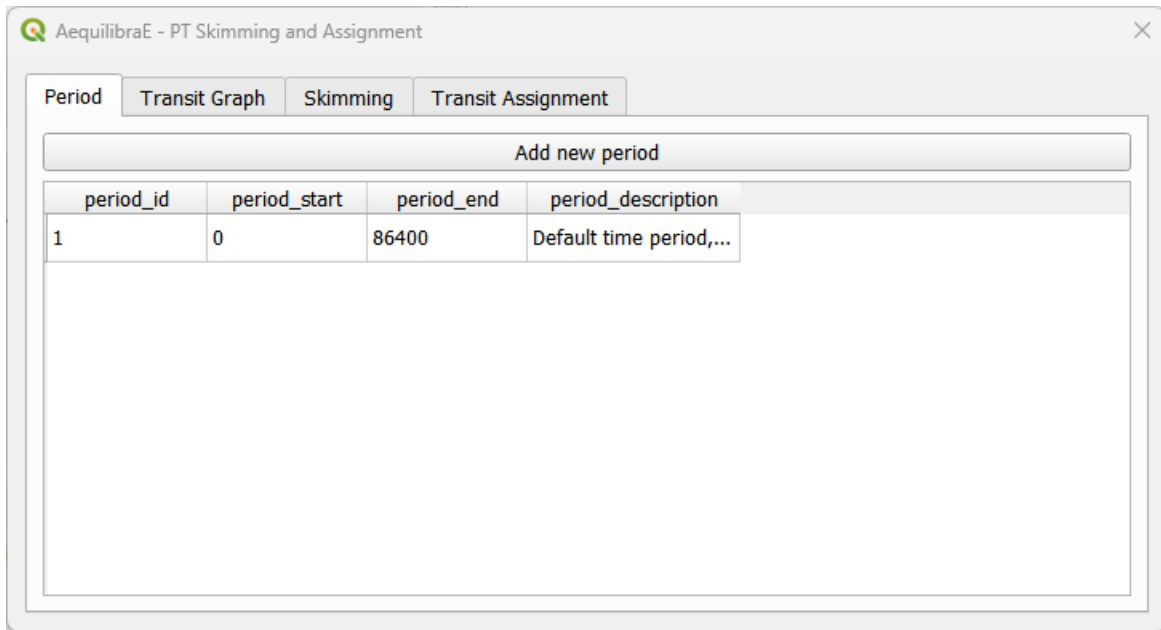 AequilibraE - PT Skimming and Assignment
Period Transit Graph Skimming Transit Assignment
Add new period
period_id period_start period_end period_description
1 0 86400 Default time period,...